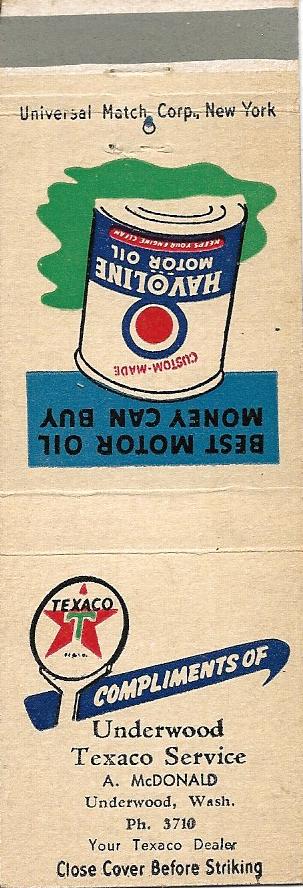 Universal Match, Corp., New York
BEST MOTOR OIL
MONEY CAN BUY
CUSTOM-MADE
HAVOLINE
MOTOR OIL
KEEPS YOUR ENGINE CLEAN
TEXACO
T
COMPLIMENTS OF
Underwood
Texaco Service
A. McDONALD
Underwood, Wash.
Ph. 3710
Your Texaco Dealer
Close Cover Before Striking